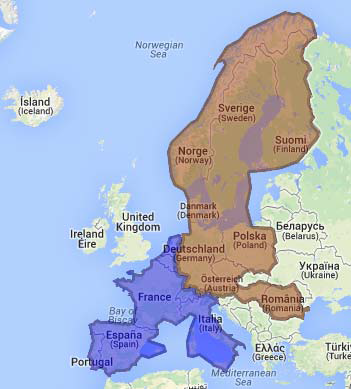 Norwegian
Sea
Ísland
(Iceland)
Sverige
(Sweden)
Suomi
(Finland)
Norge
(Norway)
Danmark
(Denmark)
United
Kingdom
Ireland
Éire
Беларусь
(Belarus)
Polska
(Poland)
Deutschland
(Germany)
Україна
(Ukraine)
Österreich
(Austria)
France
România
(Romania)
Bay of
Biscay
Italia
(Italy)
España
(Spain)
Portugal
Ελλάς
(Greece)
Türki
(Turke
Mediterranean
Sea